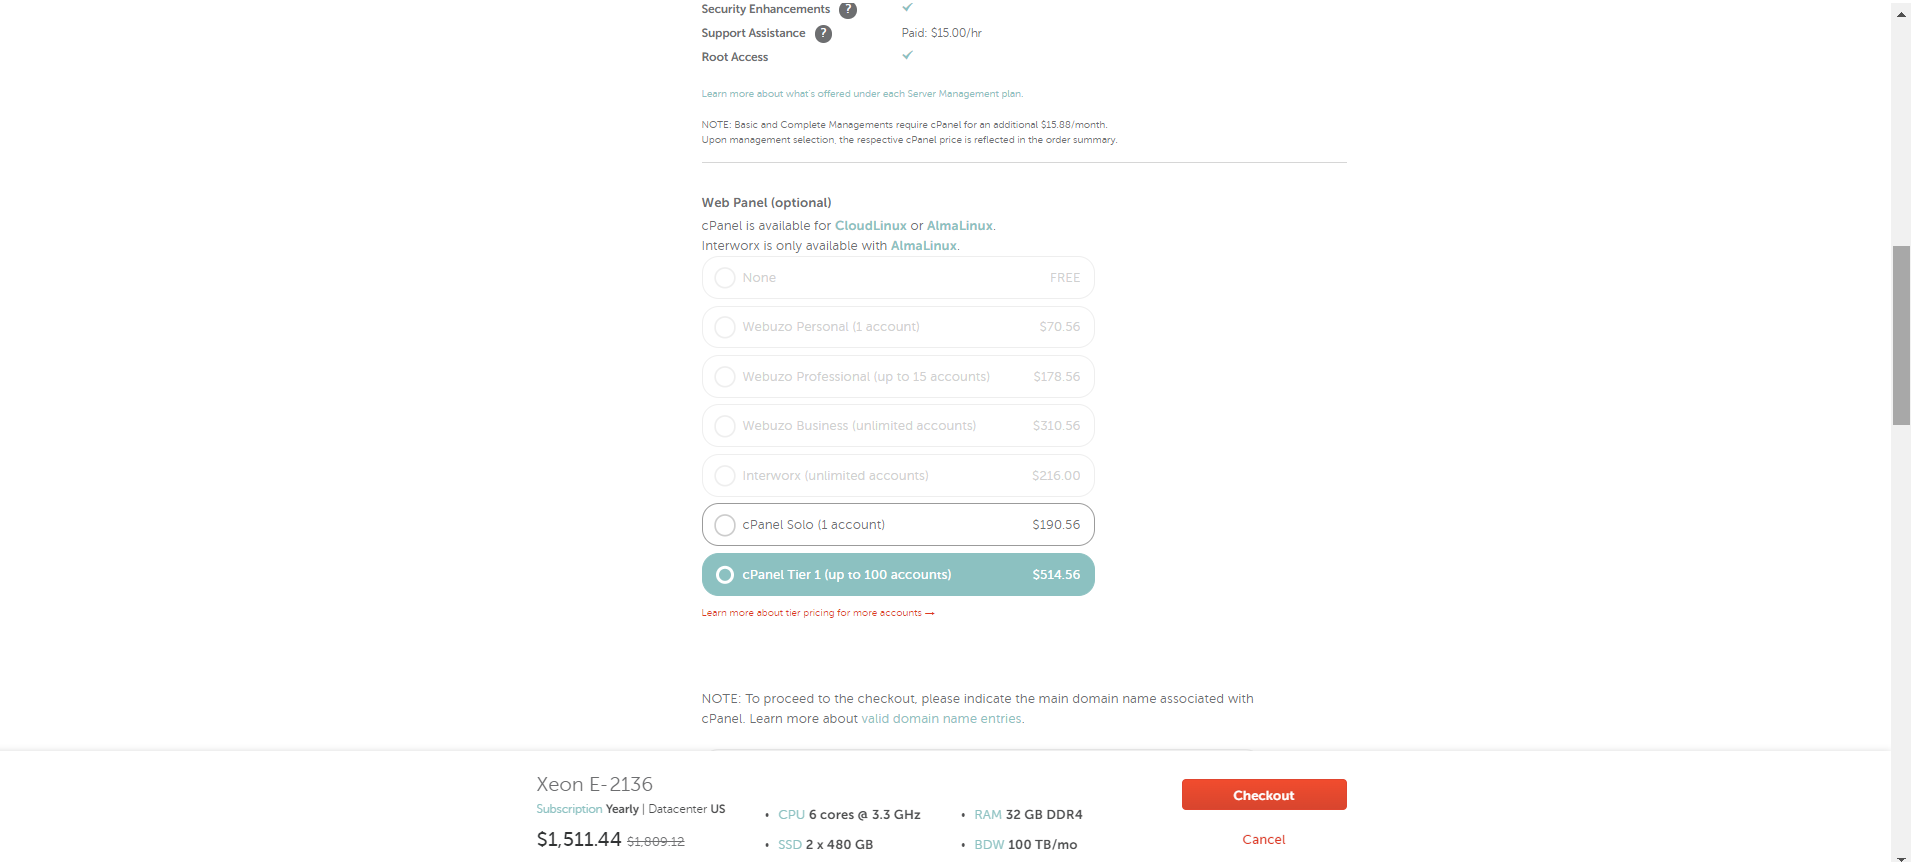 Security Enhancements ?
Support Assistance ? Paid: $15.00/hr
Root Access
Learn more about what's offered under each Server Management plan.
NOTE: Basic and Complete Managements require cPanel for an additional $15.88/month.
Upon management selection, the respective cPanel price is reflected in the order summary.
Web Panel (optional)
cPanel is available for CloudLinux or AlmaLinux.
Interworx is only available with AlmaLinux.
None FREE
Webuzo Personal (1 account) $70.56
Webuzo Professional (up to 15 accounts) $178.56
Webuzo Business (unlimited accounts) $310.56
Interworx (unlimited accounts) $216.00
cPanel Solo (1 account) $190.56
cPanel Tier 1 (up to 100 accounts) $514.56
Learn more about tier pricing for more accounts →
NOTE: To proceed to the checkout, please indicate the main domain name associated with
cPanel. Learn more about valid domain name entries.
Xeon E-2136
Subscription Yearly | Datacenter US
$1,511.44 $1,809.12
• CPU 6 cores @ 3.3 GHz
• SSD 2 x 480 GB
• RAM 32 GB DDR4
• BDW 100 TB/mo
Checkout
Cancel